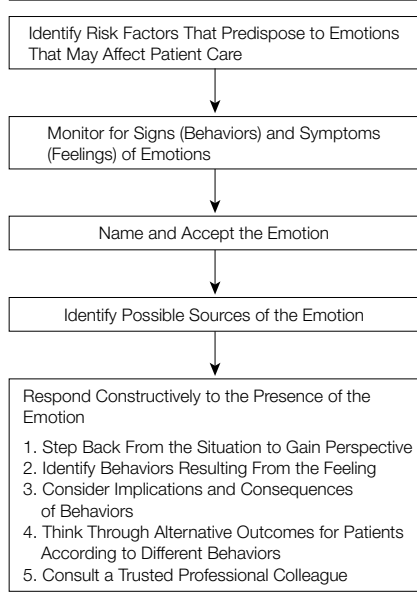 Identify Risk Factors That Predispose to Emotions
That May Affect Patient Care
Monitor for Signs (Behaviors) and Symptoms
(Feelings) of Emotions
Name and Accept the Emotion
Identify Possible Sources of the Emotion
Respond Constructively to the Presence of the
Emotion
1. Step Back From the Situation to Gain Perspective
2. Identify Behaviors Resulting From the Feeling
3. Consider Implications and Consequences
of Behaviors
4. Think Through Alternative Outcomes for Patients
According to Different Behaviors
5. Consult a Trusted Professional Colleague